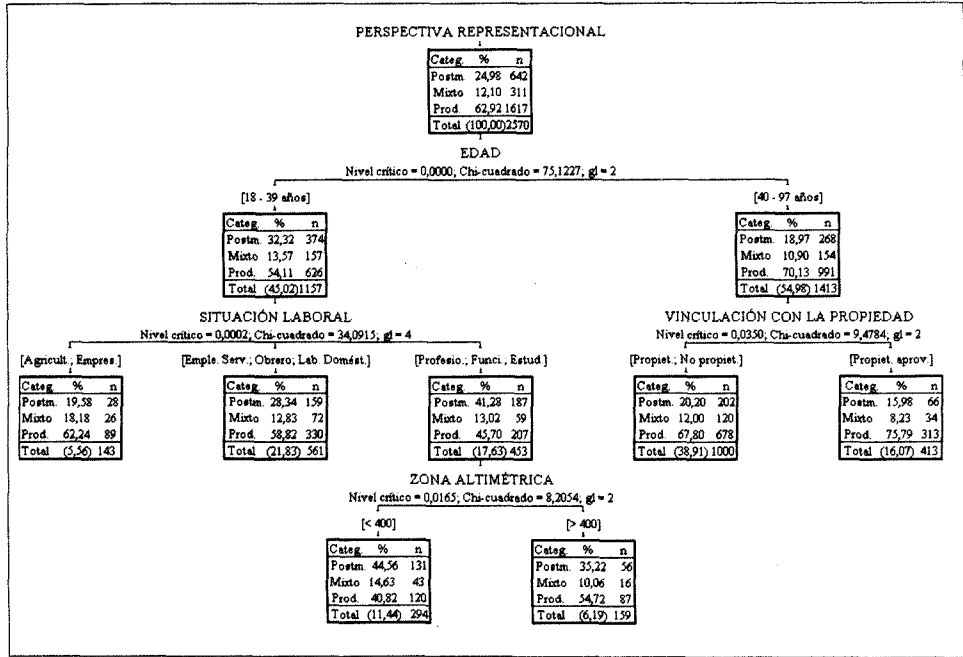 PERSPECTIVA REPRESENTACIONAL
Categ. % n
Postm. 24,98 642
Mixto 12,10 311
Prod. 62,92 1617
Total (100,00) 2570
EDAD
Nivel crítico = 0,0000; Chi-cuadrado = 75,1227; gl = 2
[18 - 39 años] [40 - 97 años]
Categ. % n Categ. % n
Postm. 32,32 374 Postm. 18,97 268
Mixto 13,57 157 Mixto 10,90 154
Prod. 54,11 626 Prod. 70,13 991
Total (45,02) 1157 Total (54,98) 1413
SITUACIÓN LABORAL VINCULACIÓN CON LA PROPIEDAD
Nivel crítico = 0,0002; Chi-cuadrado = 34,0915; gl = 4 Nivel crítico = 0,0350; Chi-cuadrado = 9,4784; gl = 2
[Agricult.; Empres.] [Emple. Serv.; Obrero; Lab. Domést.] [Profesio.; Funci.; Estud.] [Propiet.; No propiet.] [Propiet. aprov.]
Categ. % n Categ. % n Categ. % n Categ. % n Categ. % n
Postm. 19,58 28 Postm. 28,34 159 Postm. 41,28 187 Postm. 20,20 202 Postm. 15,98 66
Mixto 18,18 26 Mixto 12,83 72 Mixto 13,02 59 Mixto 12,00 120 Mixto 8,23 34
Prod. 62,24 89 Prod. 58,82 330 Prod. 45,70 207 Prod. 67,80 678 Prod. 75,79 313
Total (5,56) 143 Total (21,83) 561 Total (17,63) 453 Total (38,91) 1000 Total (16,07) 413
ZONA ALTIMÉTRICA
Nivel crítico = 0,0165; Chi-cuadrado = 8,2054; gl = 2
[< 400] [> 400]
Categ. % n Categ. % n
Postm. 44,56 131 Postm. 35,22 56
Mixto 14,63 43 Mixto 10,06 16
Prod. 40,82 120 Prod. 54,72 87
Total (11,44) 294 Total (6,19) 159